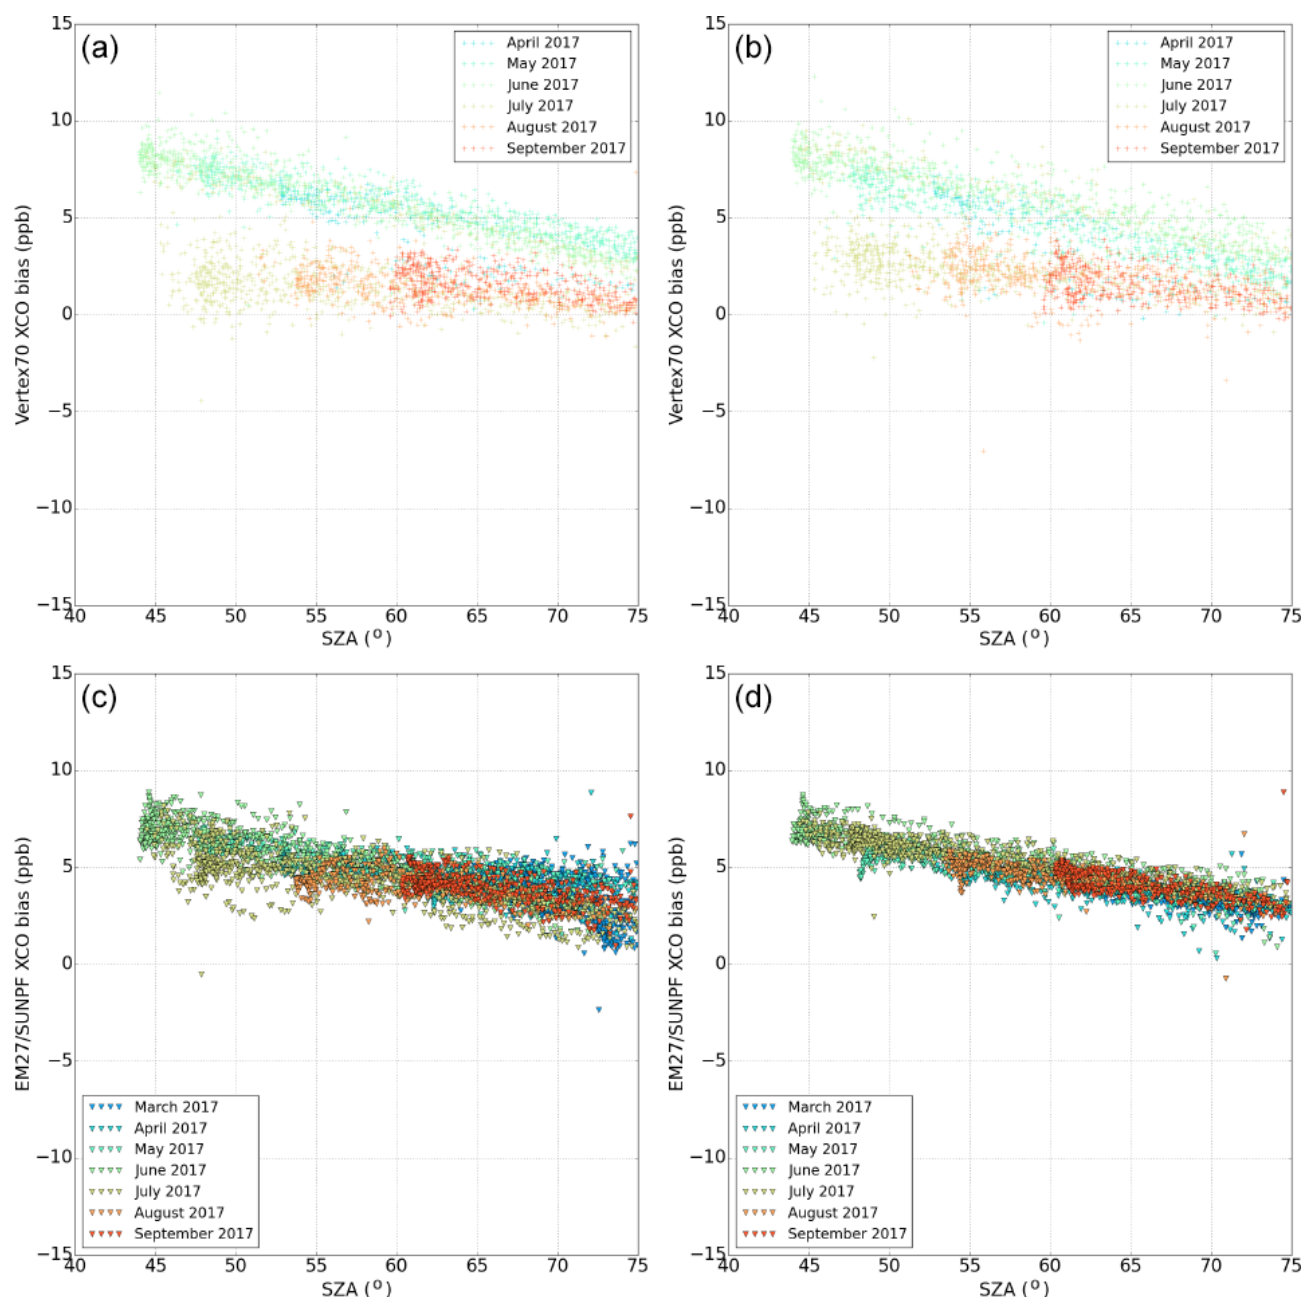 (a)
April 2017
May 2017
June 2017
July 2017
August 2017
September 2017
15
10
5
0
−5
−10
−15
Vertex70 XCO bias (ppb)
40 45 50 55 60 65 70 75
SZA (°)
(b)
April 2017
May 2017
June 2017
July 2017
August 2017
September 2017
15
10
5
0
−5
−10
−15
Vertex70 XCO bias (ppb)
40 45 50 55 60 65 70 75
SZA (°)
(c)
15
10
5
0
−5
−10
−15
EM27/SUNPF XCO bias (ppb)
March 2017
April 2017
May 2017
June 2017
July 2017
August 2017
September 2017
40 45 50 55 60 65 70 75
SZA (°)
(d)
15
10
5
0
−5
−10
−15
EM27/SUNPF XCO bias (ppb)
March 2017
April 2017
May 2017
June 2017
July 2017
August 2017
September 2017
40 45 50 55 60 65 70 75
SZA (°)